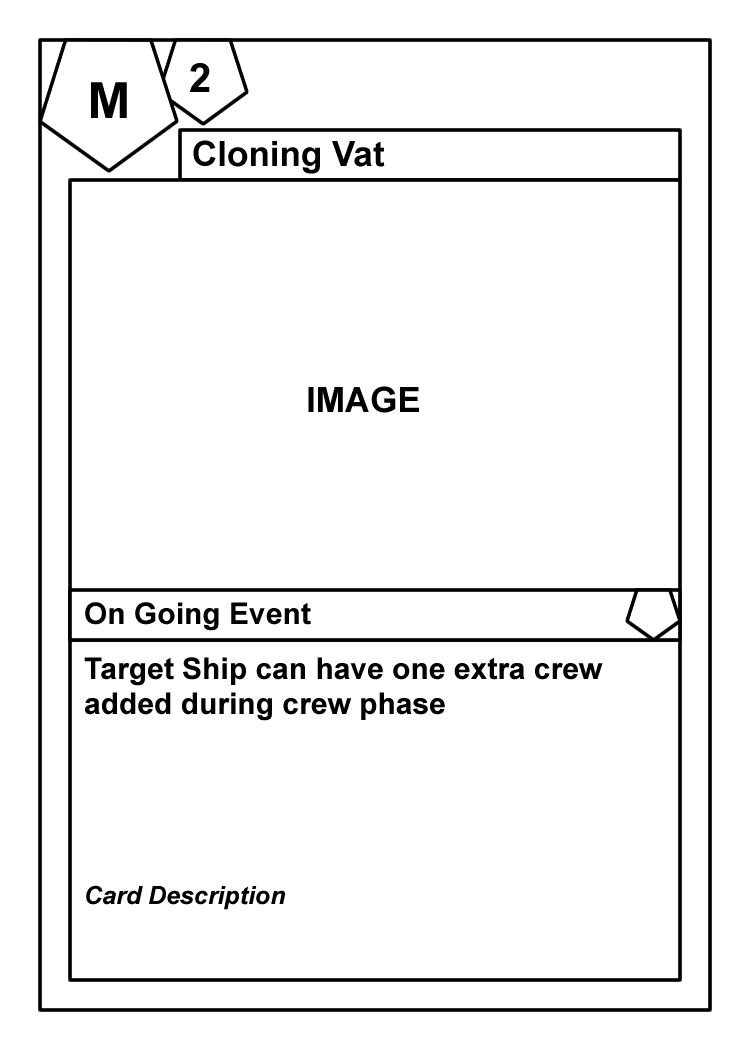 M
2
Cloning Vat
IMAGE
On Going Event
Target Ship can have one extra crew
added during crew phase
Card Description